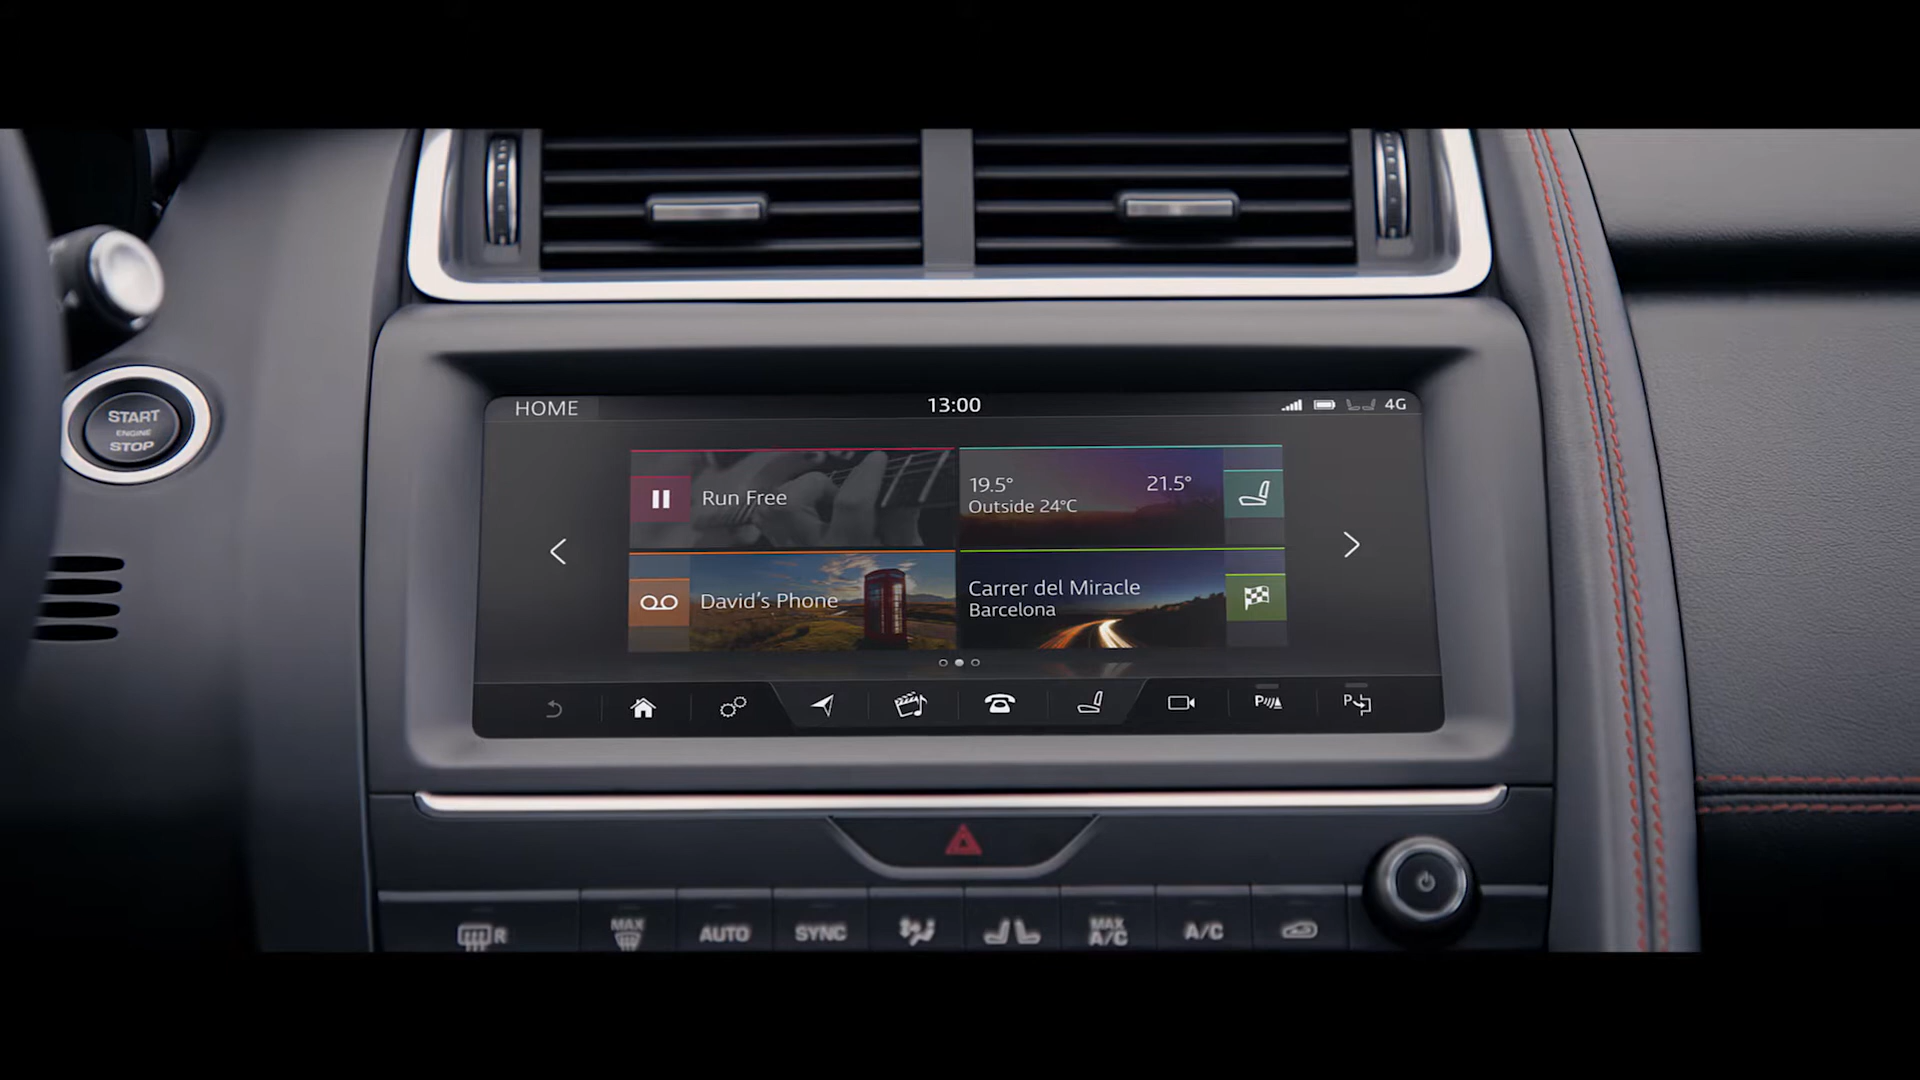 START
ENGINE
STOP
HOME
13:00
4G
Run Free
19.5°
21.5°
Outside 24°C
David's Phone
Carrer del Miracle
Barcelona
P
P
R
MAX
AUTO
SYNC
MAX
A/C
A/C